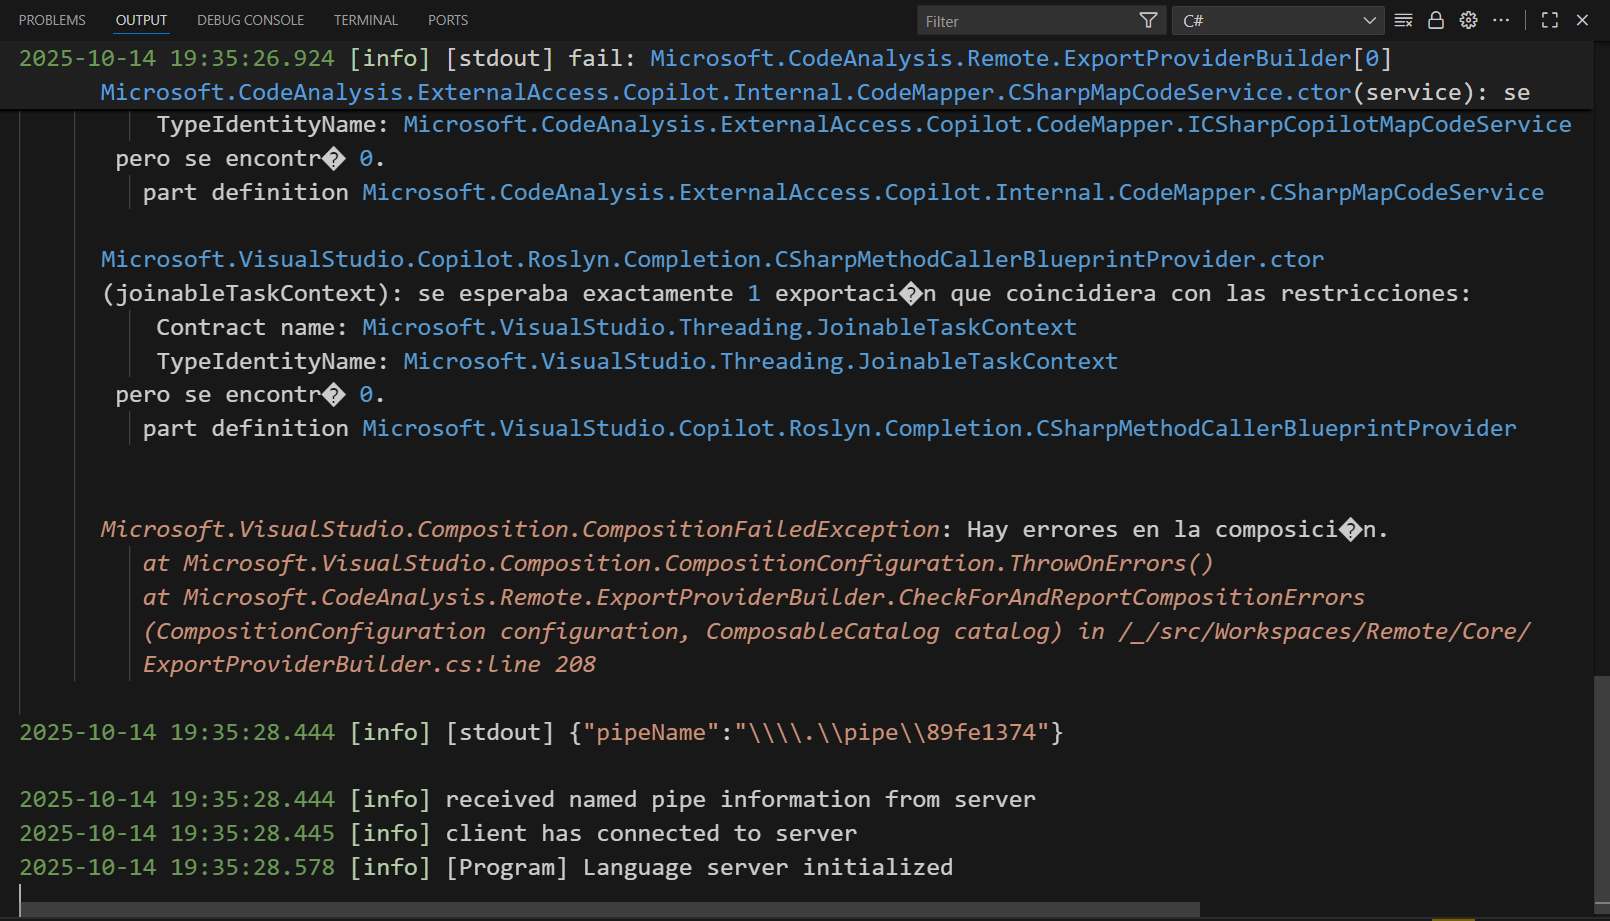 PROBLEMS OUTPUT DEBUG CONSOLE TERMINAL PORTS Filter C#
2025-10-14 19:35:26.924 [info] [stdout] fail: Microsoft.CodeAnalysis.Remote.ExportProviderBuilder[0]
Microsoft.CodeAnalysis.ExternalAccess.Copilot.Internal.CodeMapper.CSharpMapCodeService.ctor(service): se
TypeIdentityName: Microsoft.CodeAnalysis.ExternalAccess.Copilot.CodeMapper.ICSharpCopilotMapCodeService
pero se encontr� 0.
part definition Microsoft.CodeAnalysis.ExternalAccess.Copilot.Internal.CodeMapper.CSharpMapCodeService
Microsoft.VisualStudio.Copilot.Roslyn.Completion.CSharpMethodCallerBlueprintProvider.ctor
(joinableTaskContext): se esperaba exactamente 1 exportaci�n que coincidiera con las restricciones:
Contract name: Microsoft.VisualStudio.Threading.JoinableTaskContext
TypeIdentityName: Microsoft.VisualStudio.Threading.JoinableTaskContext
pero se encontr� 0.
part definition Microsoft.VisualStudio.Copilot.Roslyn.Completion.CSharpMethodCallerBlueprintProvider
Microsoft.VisualStudio.Composition.CompositionFailedException: Hay errores en la composici�n.
at Microsoft.VisualStudio.Composition.CompositionConfiguration.ThrowOnErrors()
at Microsoft.CodeAnalysis.Remote.ExportProviderBuilder.CheckForAndReportCompositionErrors
(CompositionConfiguration configuration, ComposableCatalog catalog) in /_/src/Workspaces/Remote/Core/
ExportProviderBuilder.cs:line 208
2025-10-14 19:35:28.444 [info] [stdout] {"pipeName":"\\\\.\\pipe\\89fe1374"}
2025-10-14 19:35:28.444 [info] received named pipe information from server
2025-10-14 19:35:28.445 [info] client has connected to server
2025-10-14 19:35:28.578 [info] [Program] Language server initialized